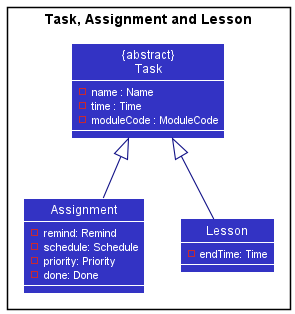 Task, Assignment and Lesson
{abstract}
Task
name : Name
time : Time
moduleCode : ModuleCode
Assignment
remind: Remind
schedule: Schedule
priority: Priority
done: Done
Lesson
endTime: Time